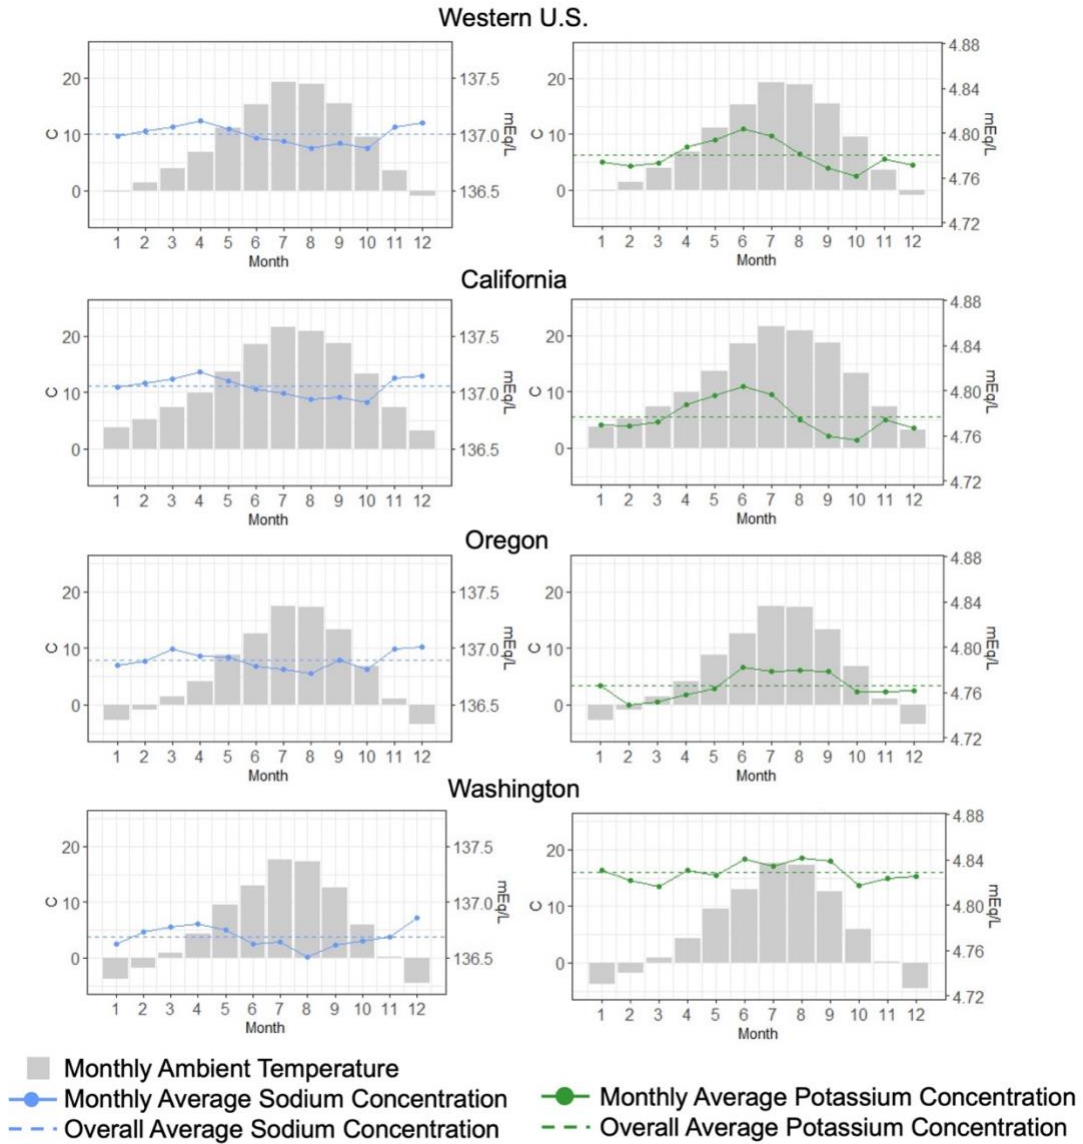 Western U.S.
20
10
0
C
137.5
137.0
136.5
mEq/L
1 2 3 4 5 6 7 8 9 10 11 12
Month
20
10
0
C
4.88
4.84
4.80
4.76
4.72
mEq/L
1 2 3 4 5 6 7 8 9 10 11 12
Month
California
20
10
0
C
137.5
137.0
136.5
mEq/L
1 2 3 4 5 6 7 8 9 10 11 12
Month
20
10
0
C
4.88
4.84
4.80
4.76
4.72
mEq/L
1 2 3 4 5 6 7 8 9 10 11 12
Month
Oregon
20
10
0
C
137.5
137.0
136.5
mEq/L
1 2 3 4 5 6 7 8 9 10 11 12
Month
20
10
0
C
4.88
4.84
4.80
4.76
4.72
mEq/L
1 2 3 4 5 6 7 8 9 10 11 12
Month
Washington
20
10
0
C
137.5
137.0
136.5
mEq/L
1 2 3 4 5 6 7 8 9 10 11 12
Month
20
10
0
C
4.88
4.84
4.80
4.76
4.72
mEq/L
1 2 3 4 5 6 7 8 9 10 11 12
Month
Monthly Ambient Temperature
Monthly Average Sodium Concentration
Overall Average Sodium Concentration
Monthly Average Potassium Concentration
Overall Average Potassium Concentration